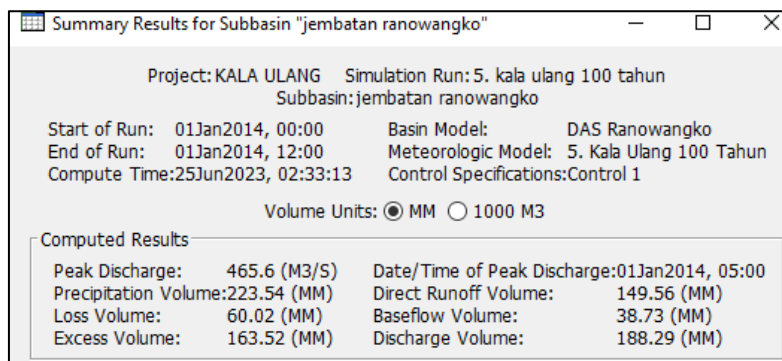 Summary Results for Subbasin "jembatan ranowangko"
Project: KALA ULANG Simulation Run: 5. kala ulang 100 tahun
Subbasin: jembatan ranowangko
Start of Run: 01Jan2014, 00:00 Basin Model: DAS Ranowangko
End of Run: 01Jan2014, 12:00 Meteorologic Model: 5. Kala Ulang 100 Tahun
Compute Time:25Jun2023, 02:33:13 Control Specifications:Control 1
Volume Units: MM 1000 M3
Computed Results
Peak Discharge: 465.6 (M3/S) Date/Time of Peak Discharge:01Jan2014, 05:00
Precipitation Volume:223.54 (MM) Direct Runoff Volume: 149.56 (MM)
Loss Volume: 60.02 (MM) Baseflow Volume: 38.73 (MM)
Excess Volume: 163.52 (MM) Discharge Volume: 188.29 (MM)